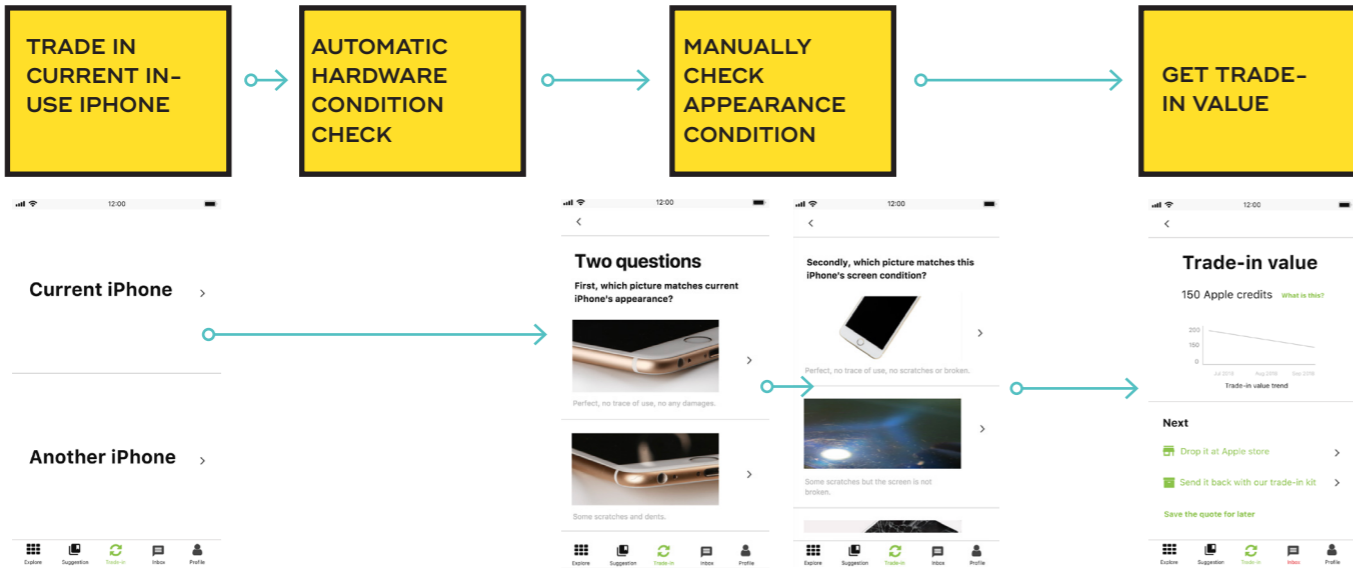 TRADE IN
CURRENT IN-
USE IPHONE
AUTOMATIC
HARDWARE
CONDITION
CHECK
MANUALLY
CHECK
APPEARANCE
CONDITION
GET TRADE-
IN VALUE
12:00
Current iPhone
Another iPhone
Explore
Suggestion
Trade-in
Inbox
Profile
12:00
Two questions
First, which picture matches current
iPhone's appearance?
Perfect, no trace of use, no any damages.
Some scratches and dents.
Explore
Suggestion
Trade-in
Inbox
Profile
12:00
Secondly, which picture matches this
iPhone's screen condition?
Perfect, no trace of use, no scratches or broken.
Some scratches but the screen is not
broken.
Explore
Suggestion
Trade-in
Inbox
Profile
12:00
Trade-in value
150 Apple credits What is this?
200
150
0
Jul 2018 Aug 2018 Sep 2018
Trade-in value trend
Next
Drop it at Apple store
Send it back with our trade-in kit
Save the quote for later
Explore
Suggestion
Trade-in
Inbox
Profile